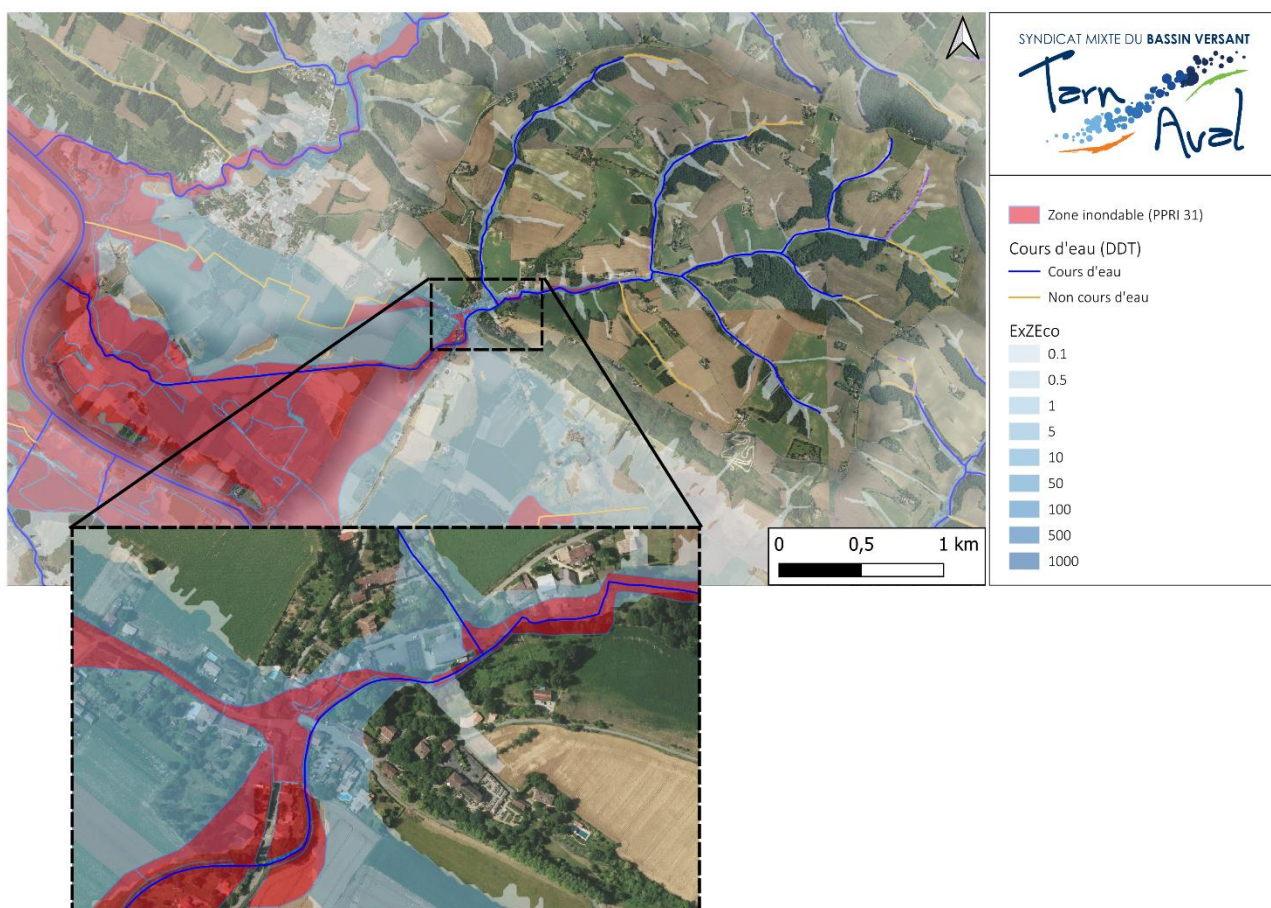 SYNDICAT MIXTE DU BASSIN VERSANT
Tarn
Aval
Zone inondable (PPRI 31)
Cours d'eau (DDT)
Cours d'eau
Non cours d'eau
ExZEco
0.1
0.5
1
5
10
50
100
500
1000
0 0,5 1 km